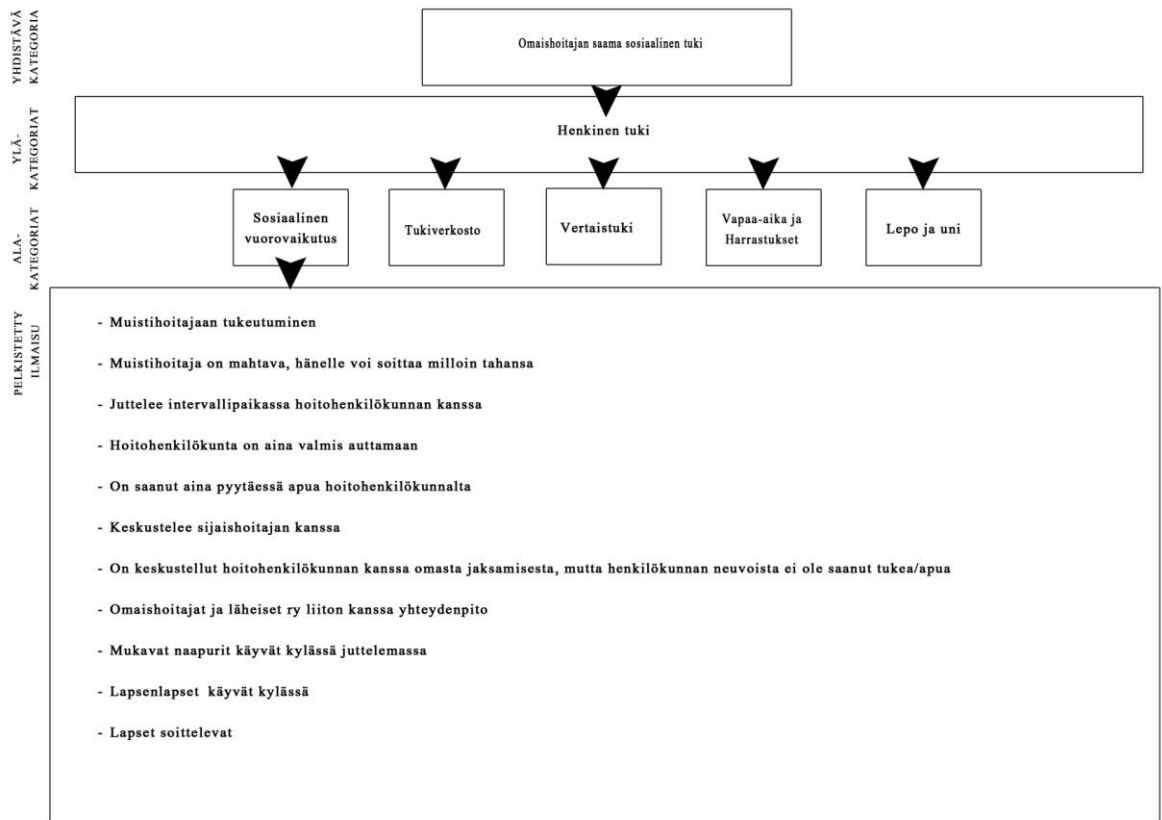 YHDISTÄVÄ
KATEGORIA
Omaishoitajan saama sosiaalinen tuki
YLÄ-
KATEGORIAT
Henkinen tuki
ALA-
KATEGORIAT
Sosiaalinen
vuorovaikutus
Tukiverkosto
Vertaistuki
Vapaa-aika ja
Harrastukset
Lepo ja uni
PELKISTETTY
ILMAISU
- Muistihoitajaan tukeutuminen
- Muistihoitaja on mahtava, hänelle voi soittaa milloin tahansa
- Juttelee intervallipaikassa hoitohenkilökunnan kanssa
- Hoitohenkilökunta on aina valmis auttamaan
- On saanut aina pyytäessä apua hoitohenkilökunnalta
- Keskustelee sijaishoitajan kanssa
- On keskustellut hoitohenkilökunnan kanssa omasta jaksamisesta, mutta henkilökunnan neuvoista ei ole saanut tukea/apua
- Omaishoitajat ja läheiset ry liiton kanssa yhteydenpito
- Mukavat naapurit käyvät kylässä juttelemassa
- Lapsenlapset käyvät kylässä
- Lapset soittelevat